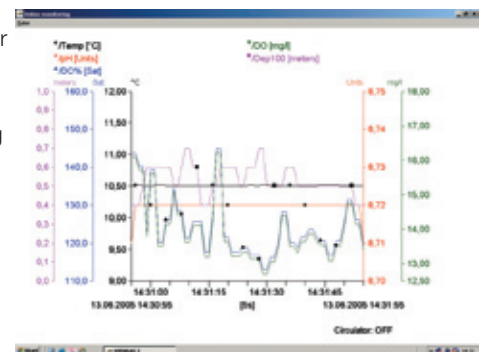 Online monitoring
r
*/Temp [°C]
*/DO [mg/l]
*/pH [Units]
*/Dep100 [meters]
*/DO% [Sat]
meters Sat °C Units mg/l
1,0 160,0 12,00 8,75 18,00
0,9
0,8 11,50
0,7 150,0 8,74 17,00
0,6 11,00 16,00
0,5 140,0 10,50 8,73
0,4 130,0 10,00 8,72 15,00
0,3
0,2 120,0 9,50 8,71 14,00
0,1 13,00
0,0 110,0 9,00 8,70 12,50
14:31:00 14:31:15 14:31:30 14:31:45
13.06.2005 14:30:55 [5s] 13.06.2005 14:31:55
Circulator: OFF